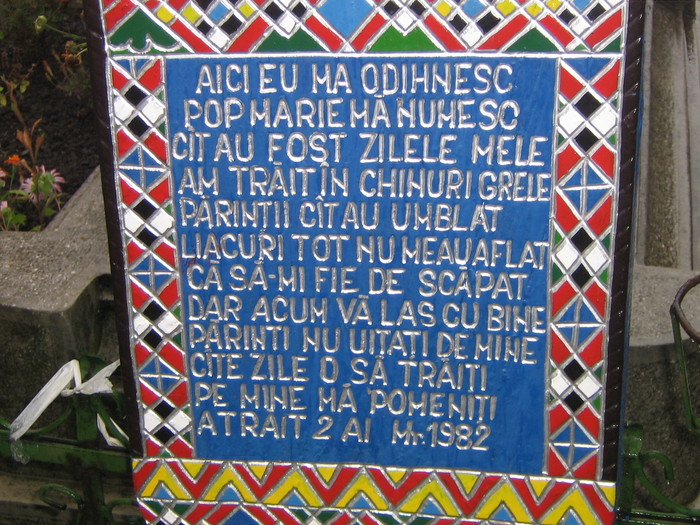 AICI EU MA ODIHNESC
POP MARIE MĂ NUMESC
CÎT AU FOST ZILELE MELE
AM TRĂIT ÎN CHINURI GRELE
PĂRINȚII CÎT AU UMBLAT
LIACURI TOT NU MEAU AFLAT
CA SĂ-MI FIE DE SCĂPAT
DAR ACUM VĂ LAS CU BINE
PĂRINTI NU UITAȚI DE MINE
CÎTE ZILE O SĂ TRĂIȚI
PE MINE MĂ POMENIȚI
A TRĂIT 2 AI M.1982